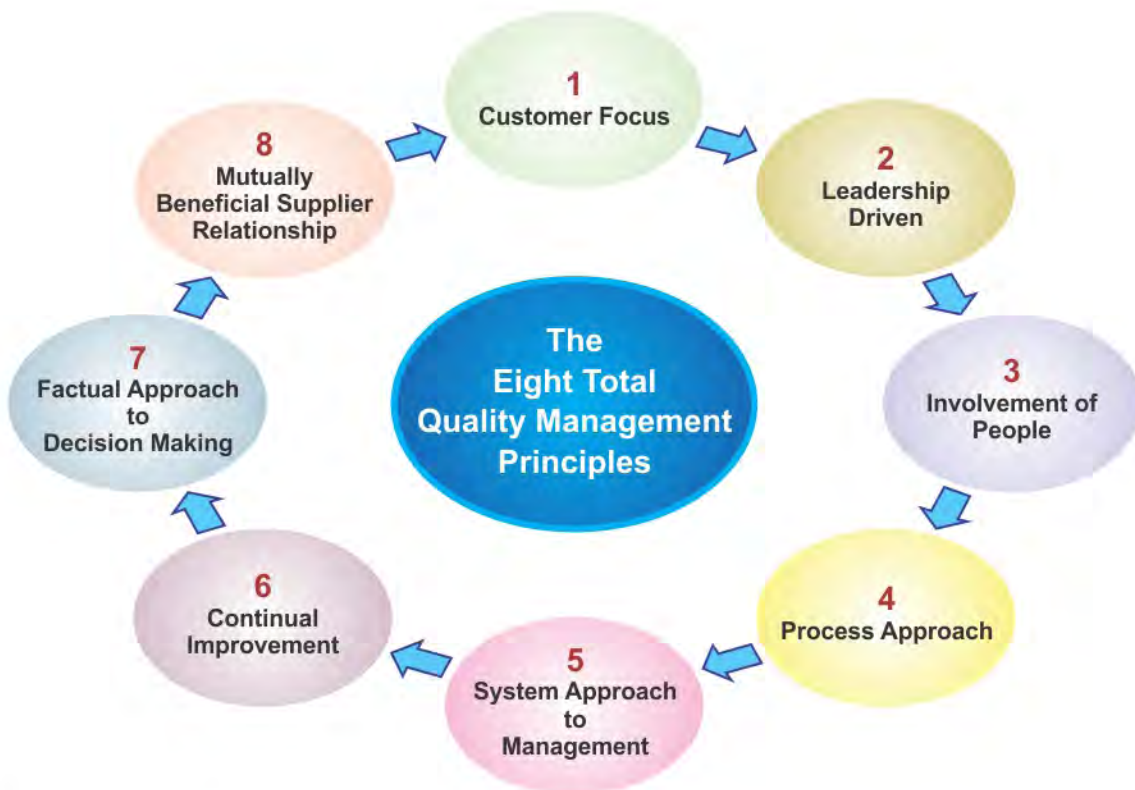 1
Customer Focus
2
Leadership
Driven
3
Involvement of
People
4
Process Approach
5
System Approach
to
Management
6
Continual
Improvement
7
Factual Approach
to
Decision Making
8
Mutually
Beneficial Supplier
Relationship
The
Eight Total
Quality Management
Principles